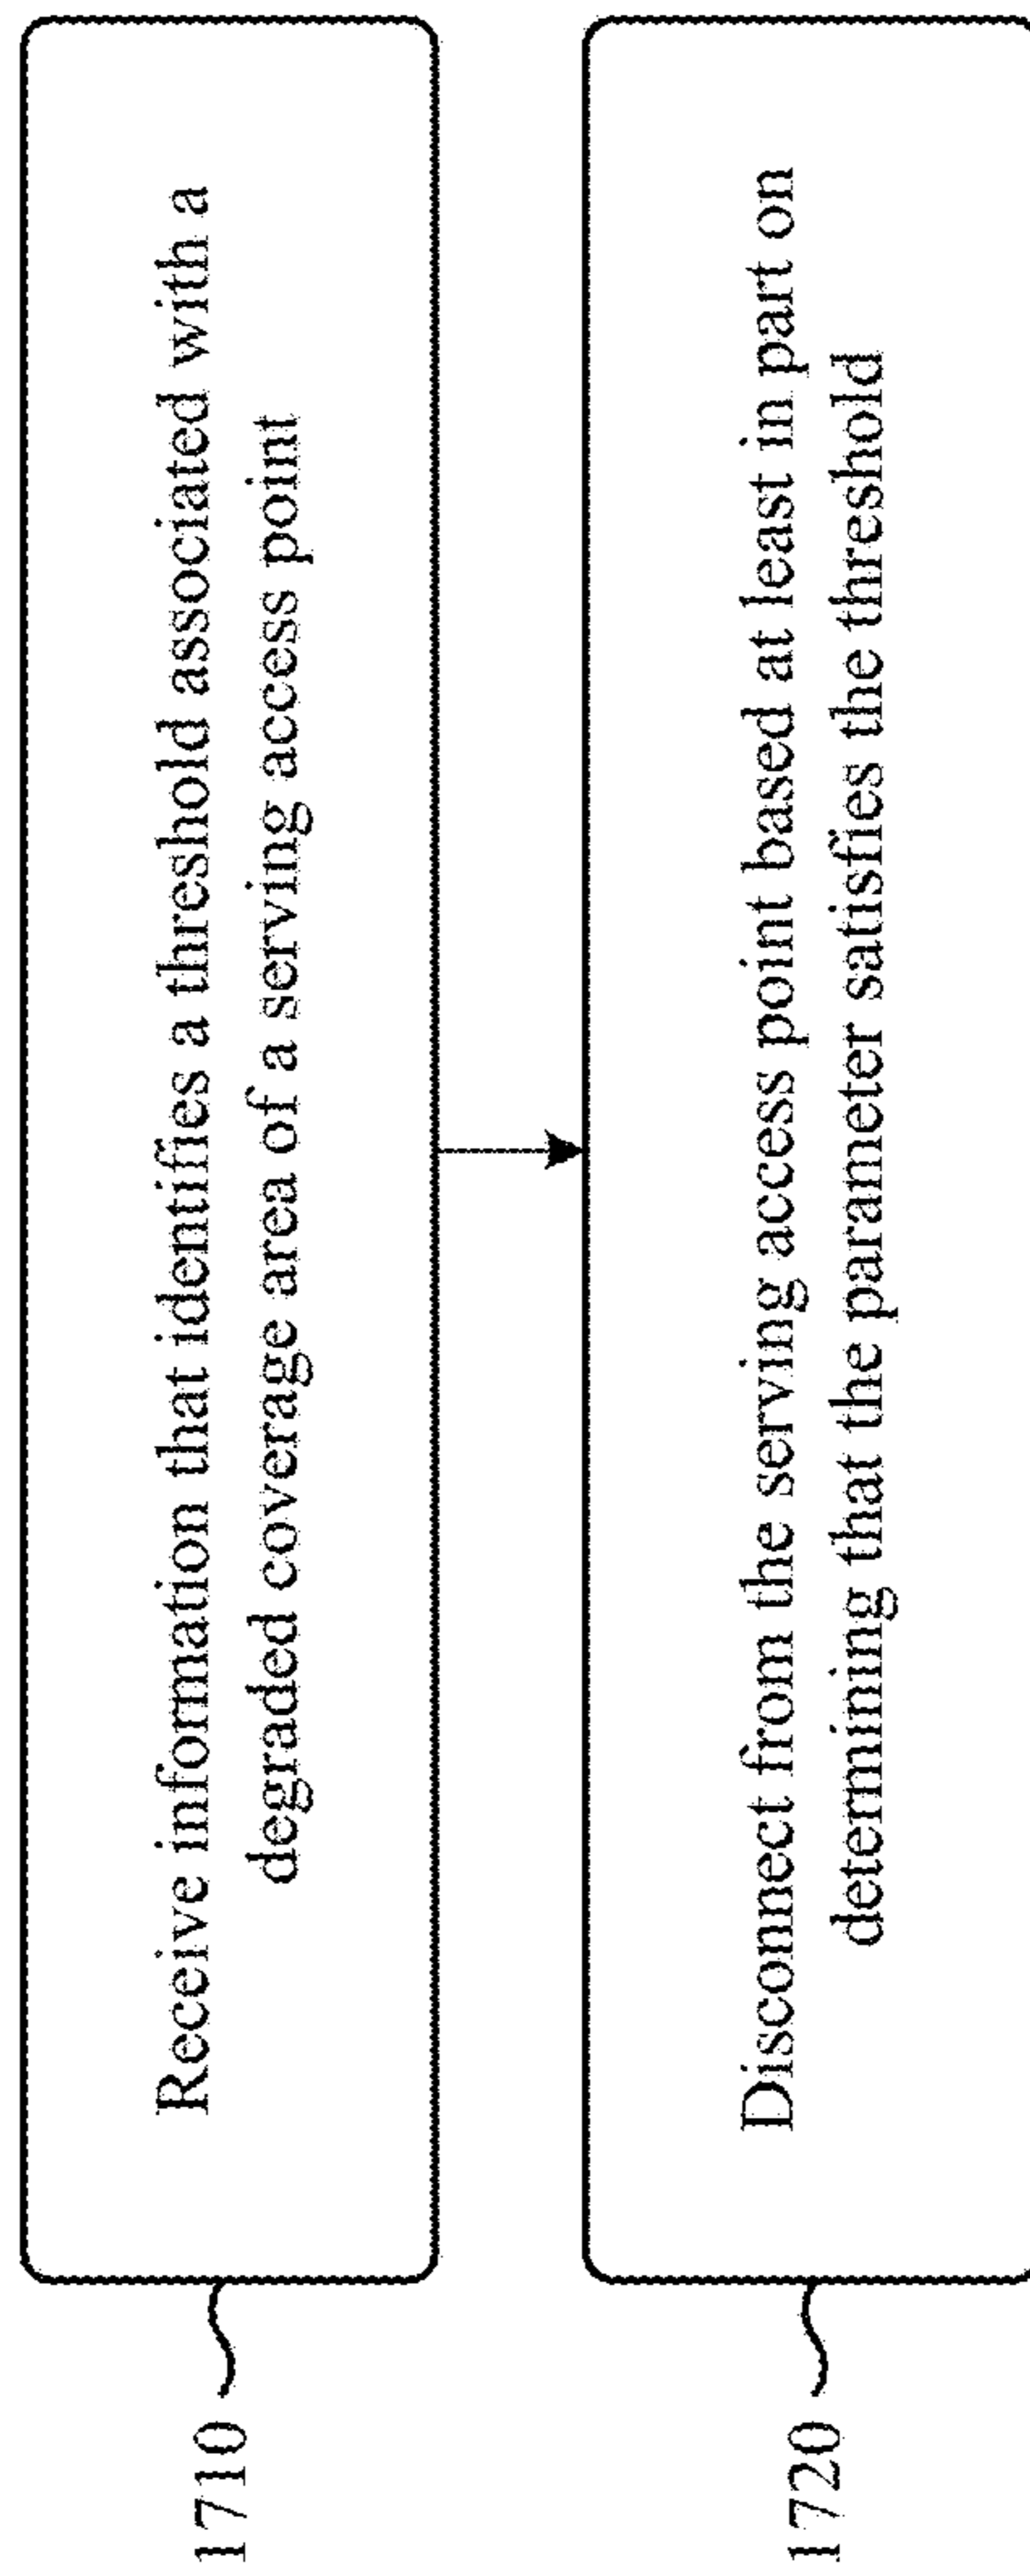 1710
Receive information that identifies a threshold associated with a
degraded coverage area of a serving access point
1720
Disconnect from the serving access point based at least in part on
determining that the parameter satisfies the threshold